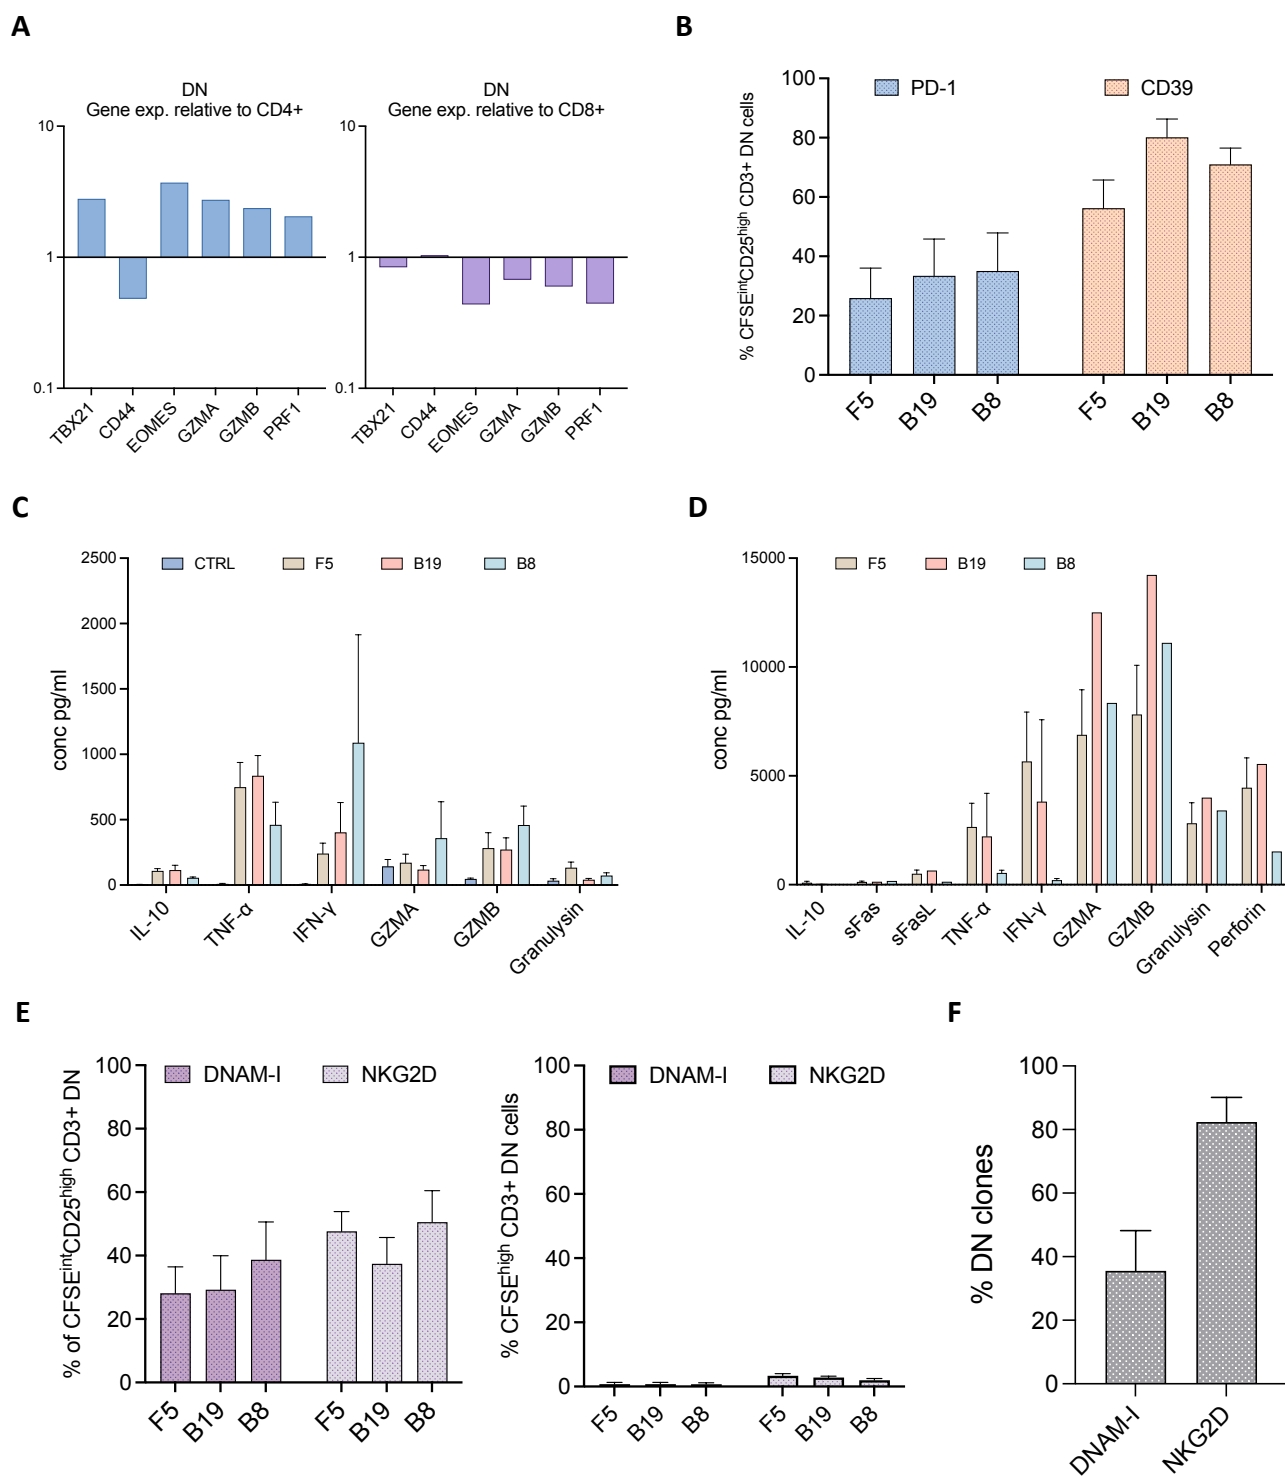 A
DN
Gene exp. relative to CD4+
10
1
0.1
TBX21
CD44
EOMES
GZMA
GZMB
PRF1
DN
Gene exp. relative to CD8+
10
1
0.1
TBX21
CD44
EOMES
GZMA
GZMB
PRF1
B
% CFSEintCD25high CD3+ DN cells
PD-1
CD39
100
80
60
40
20
0
F5
B19
B8
F5
B19
B8
C
conc pg/ml
CTRL
F5
B19
B8
2500
2000
1500
1000
500
0
IL-10
TNF-α
IFN-γ
GZMA
GZMB
Granulysin
D
conc pg/ml
F5
B19
B8
15000
10000
5000
0
IL-10
sFas
sFasL
TNF-α
IFN-γ
GZMA
GZMB
Granulysin
Perforin
E
% of CFSEintCD25high CD3+ DN
DNAM-I
NKG2D
100
80
60
40
20
0
F5
B19
B8
F5
B19
B8
% CFSEhigh CD3+ DN cells
DNAM-I
NKG2D
100
80
60
40
20
0
F5
B19
B8
F5
B19
B8
F
% DN clones
100
80
60
40
20
0
DNAM-I
NKG2D